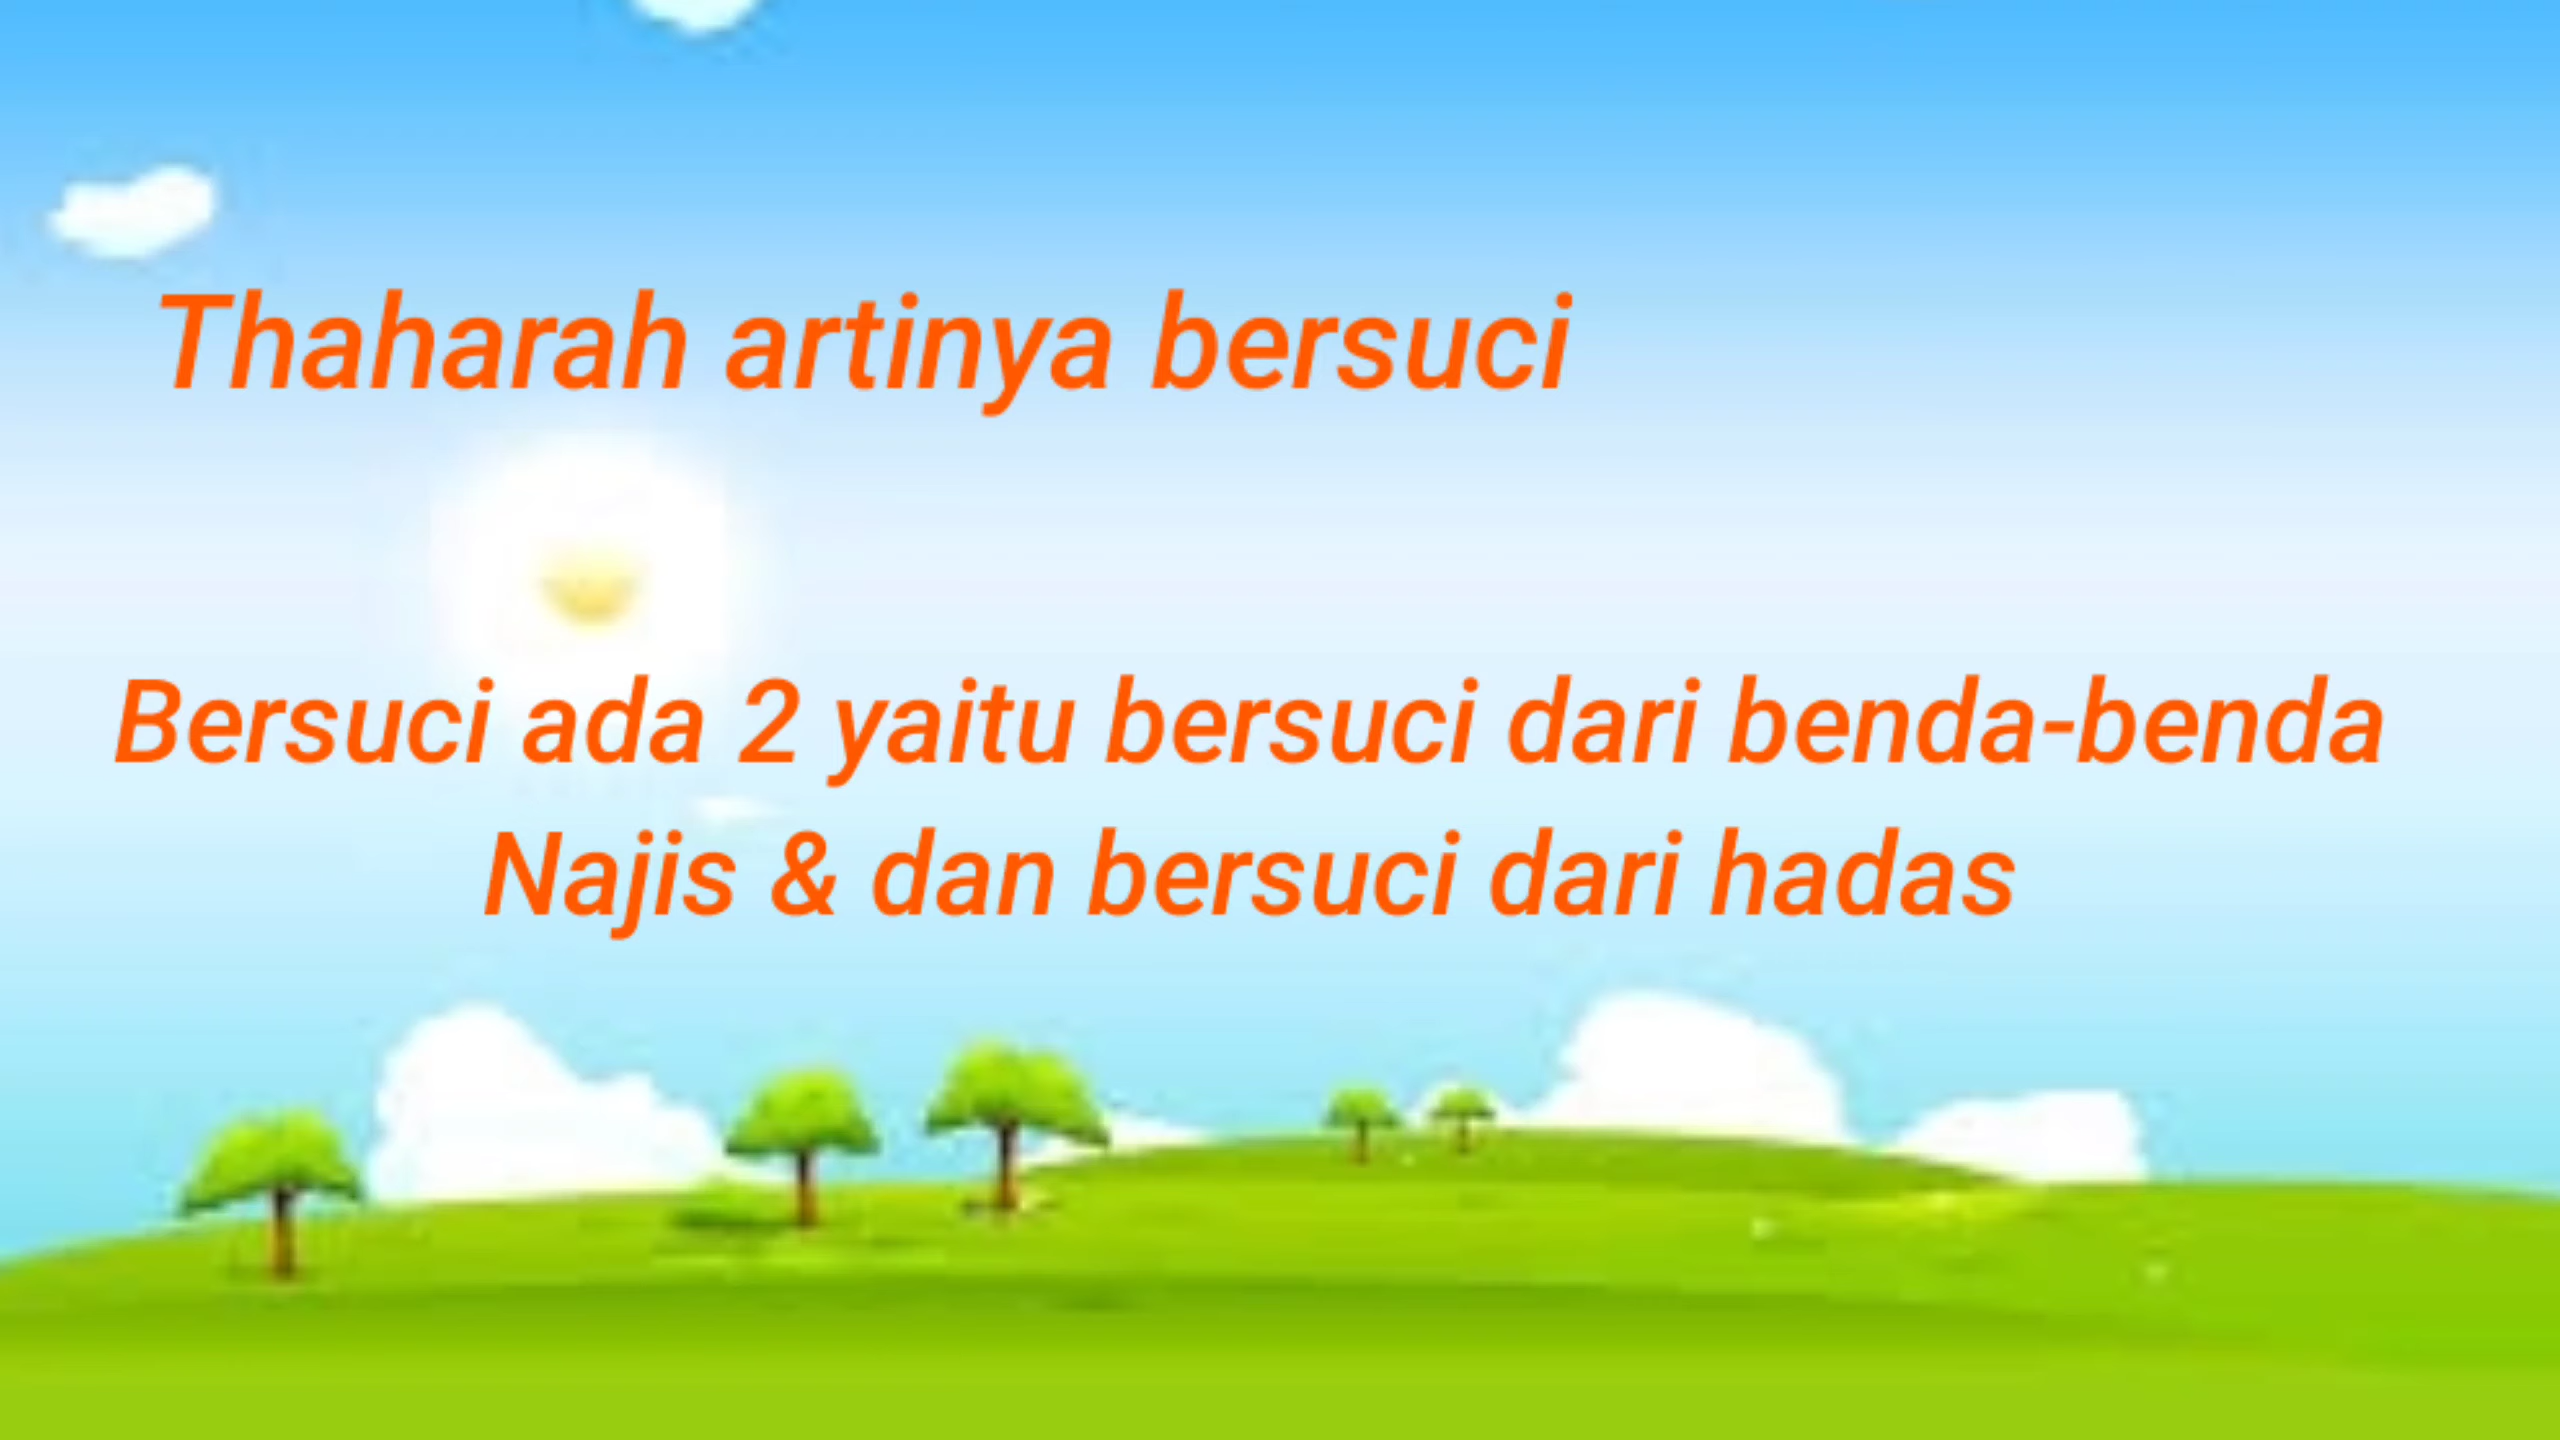 Thaharah artinya bersuci
Bersuci ada 2 yaitu bersuci dari benda-benda
Najis & dan bersuci dari hadas